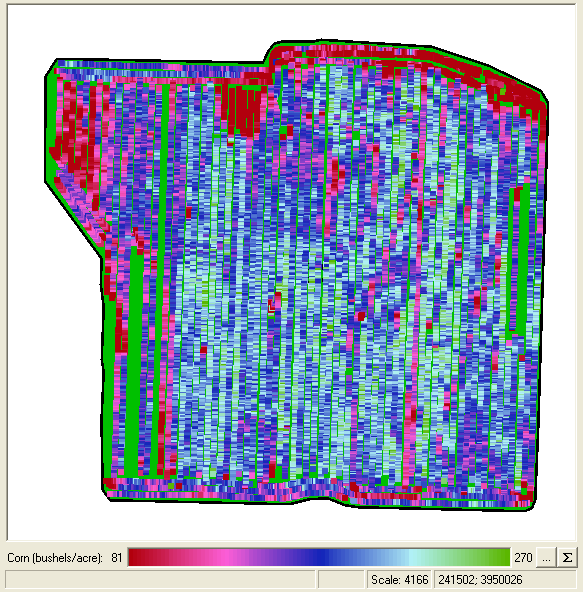 Corn (bushels/acre): 81 270 ... Σ
Scale: 4166 241502; 3950026